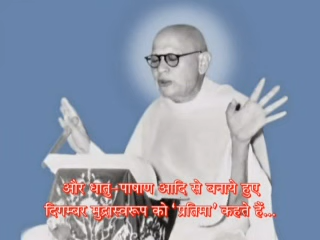 और धातु-पाषाण आदि से बनाये हुए
दिगम्बर मुद्रास्वरूप को ‘प्रतिमा’ कहते हैं...